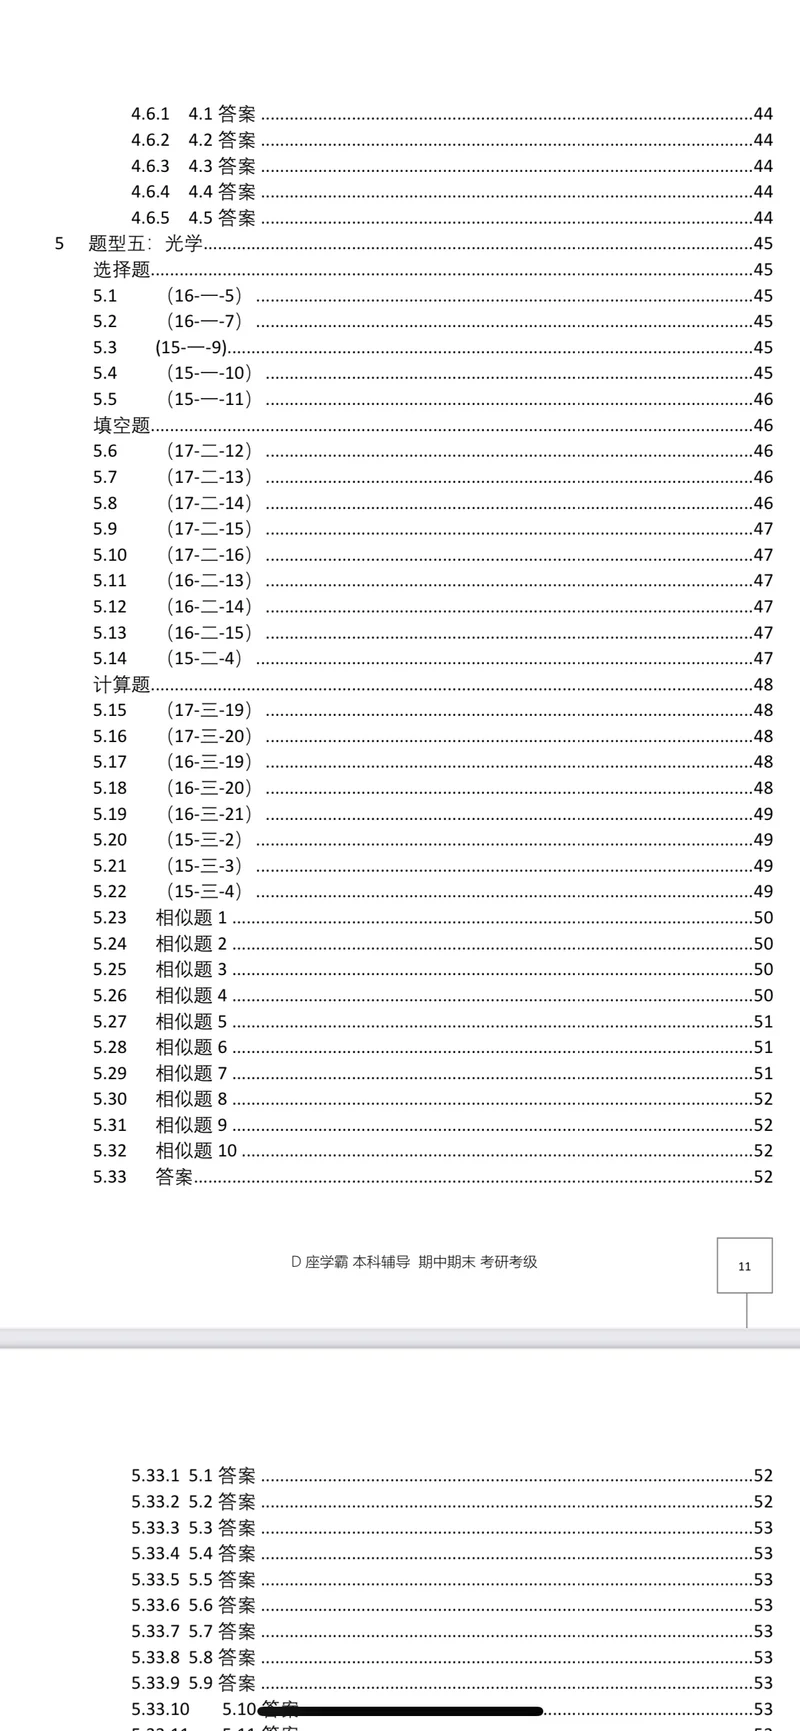 4.6.1 4.1 答案 44
4.6.2 4.2 答案 44
4.6.3 4.3 答案 44
4.6.4 4.4 答案 44
4.6.5 4.5 答案 44
5 题型五：光学 45
选择题 45
5.1 （16-一-5） 45
5.2 （16-一-7） 45
5.3 (15-一-9) 45
5.4 （15-一-10） 45
5.5 （15-一-11） 46
填空题 46
5.6 （17-二-12） 46
5.7 （17-二-13） 46
5.8 （17-二-14） 46
5.9 （17-二-15） 47
5.10 （17-二-16） 47
5.11 （16-二-13） 47
5.12 （16-二-14） 47
5.13 （16-二-15） 47
5.14 （15-二-4） 47
计算题 48
5.15 （17-三-19） 48
5.16 （17-三-20） 48
5.17 （16-三-19） 48
5.18 （16-三-20） 48
5.19 （16-三-21） 49
5.20 （15-三-2） 49
5.21 （15-三-3） 49
5.22 （15-三-4） 49
5.23 相似题 1 50
5.24 相似题 2 50
5.25 相似题 3 50
5.26 相似题 4 50
5.27 相似题 5 51
5.28 相似题 6 51
5.29 相似题 7 51
5.30 相似题 8 52
5.31 相似题 9 52
5.32 相似题 10 52
5.33 答案 52
D 座学霸 本科辅导 期中期末 考研考级
11
5.33.1 5.1 答案 52
5.33.2 5.2 答案 52
5.33.3 5.3 答案 53
5.33.4 5.4 答案 53
5.33.5 5.5 答案 53
5.33.6 5.6 答案 53
5.33.7 5.7 答案 53
5.33.8 5.8 答案 53
5.33.9 5.9 答案 53
5.33.10 5.10 答案 53